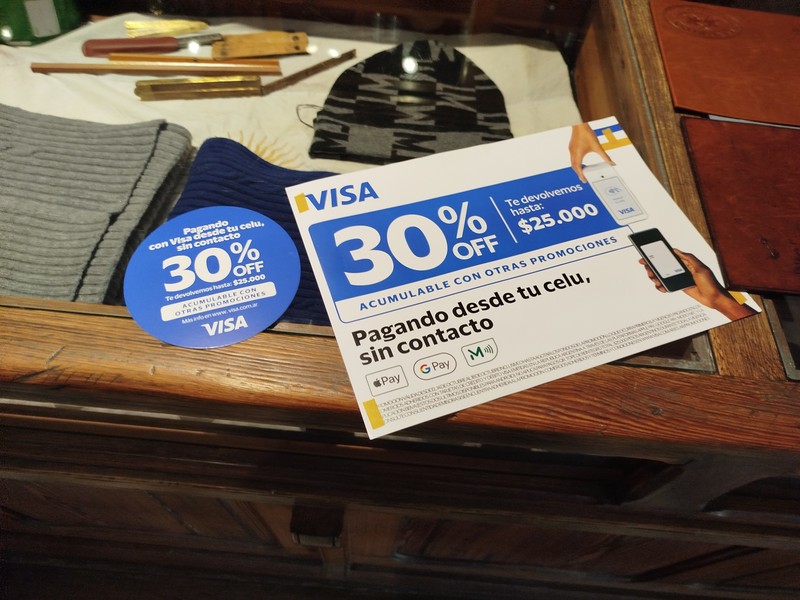 Pagando
con Visa desde tu celu,
sin contacto
30%
OFF
Te devolvemos hasta: $25.000
ACUMULABLE CON
OTRAS PROMOCIONES
Más info en www.visa.com.ar
VISA
VISA
30%
OFF
Te devolvemos
hasta:
$25.000
ACUMULABLE CON OTRAS PROMOCIONES
Pagando desde tu celu,
sin contacto
Pay
G Pay
M
VISA